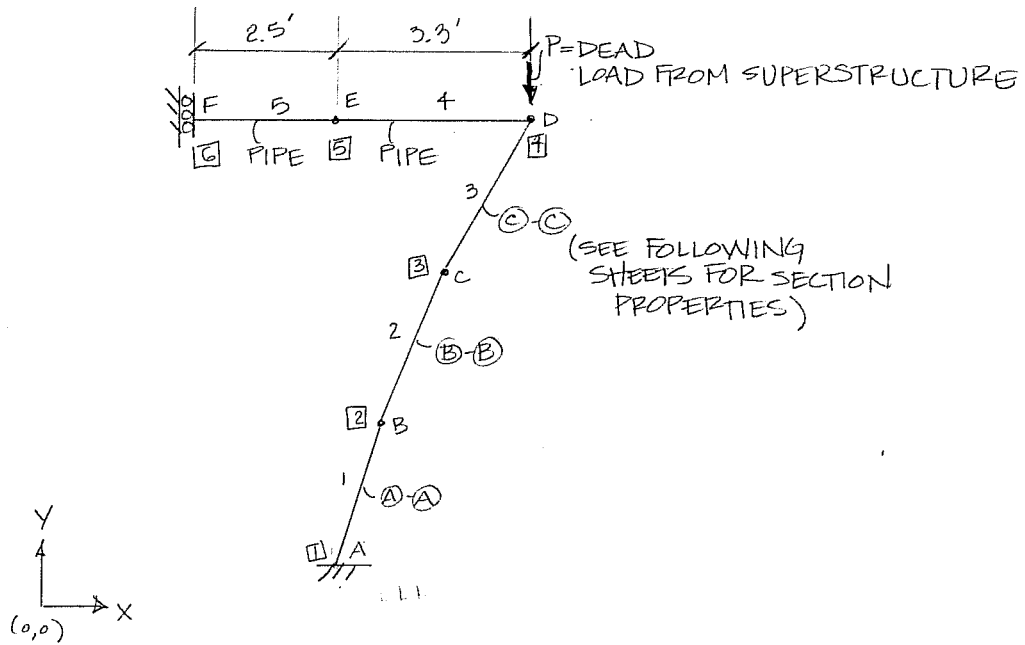 2.5' 3.3'
P=DEAD
LOAD FROM SUPERSTRUCTURE
F 5 E 4 D
6 PIPE 5 PIPE 4
3
C-C
(SEE FOLLOWING
SHEETS FOR SECTION
PROPERTIES)
3 C
2
B-B
2 B
1
A-A
1 A
Y
X
(0,0)